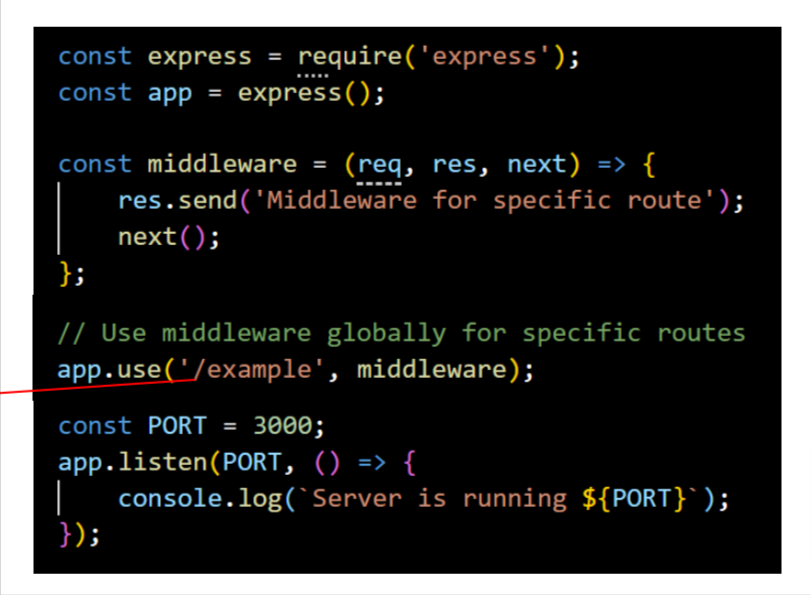 const express = require('express');
const app = express();
const middleware = (req, res, next) => {
res.send('Middleware for specific route');
next();
};
// Use middleware globally for specific routes
app.use('/example', middleware);
const PORT = 3000;
app.listen(PORT, () => {
console.log(`Server is running ${PORT}`);
});